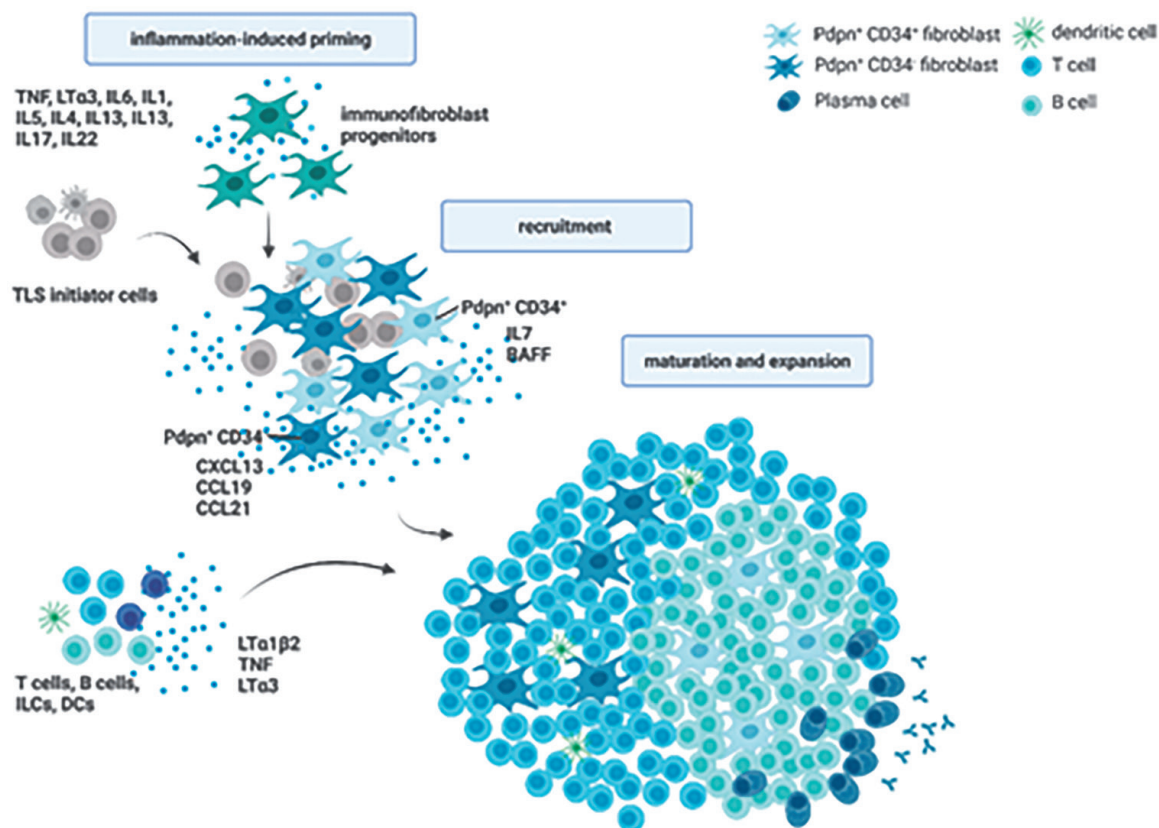 inflammation-induced priming
TNF, LTα3, IL6, IL1,
IL5, IL4, IL13, IL13,
IL17, IL22
immunofibroblast
progenitors
Pdpn⁺ CD34⁺ fibroblast
Pdpn⁺ CD34⁻ fibroblast
Plasma cell
dendritic cell
T cell
B cell
TLS initiator cells
recruitment
Pdpn⁺ CD34⁺
IL7
BAFF
maturation and expansion
Pdpn⁺ CD34
CXCL13
CCL19
CCL21
LTα1β2
TNF
LTα3
T cells, B cells,
ILCs, DCs